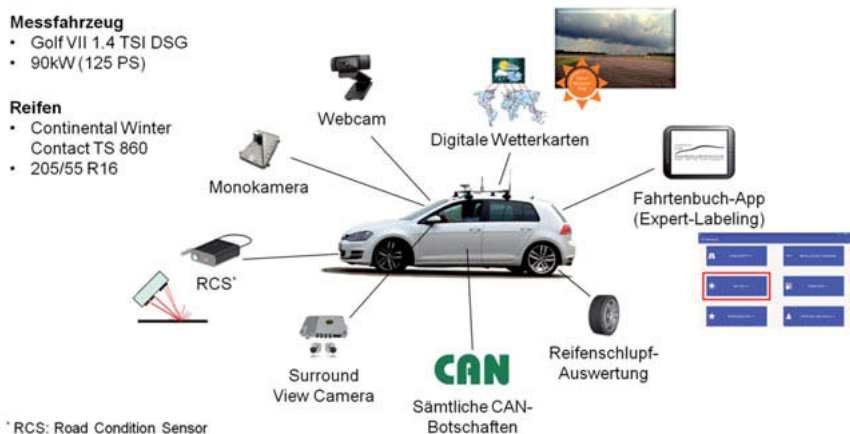 Messfahrzeug
• Golf VII 1.4 TSI DSG
• 90kW (125 PS)
Reifen
• Continental Winter
Contact TS 860
• 205/55 R16
Webcam
Digitale Wetterkarten
Monokamera
Fahrtenbuch-App
(Expert-Labeling)
RCS*
Surround
View Camera
CAN
Sämtliche CAN-
Botschaften
Reifenschlupf-
Auswertung
* RCS: Road Condition Sensor